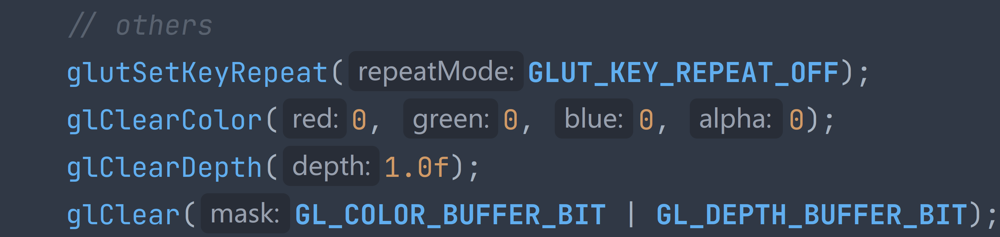 // others
glutSetKeyRepeat( repeatMode: GLUT_KEY_REPEAT_OFF);
glClearColor( red: 0, green: 0, blue: 0, alpha: 0);
glClearDepth( depth: 1.0f);
glClear( mask: GL_COLOR_BUFFER_BIT | GL_DEPTH_BUFFER_BIT);